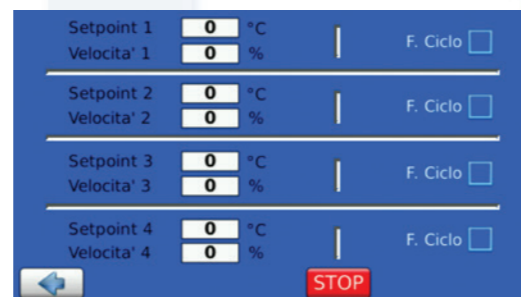 Setpoint 1 0 °C
Velocita' 1 0 %
F. Ciclo
Setpoint 2 0 °C
Velocita' 2 0 %
F. Ciclo
Setpoint 3 0 °C
Velocita' 3 0 %
F. Ciclo
Setpoint 4 0 °C
Velocita' 4 0 %
F. Ciclo
STOP